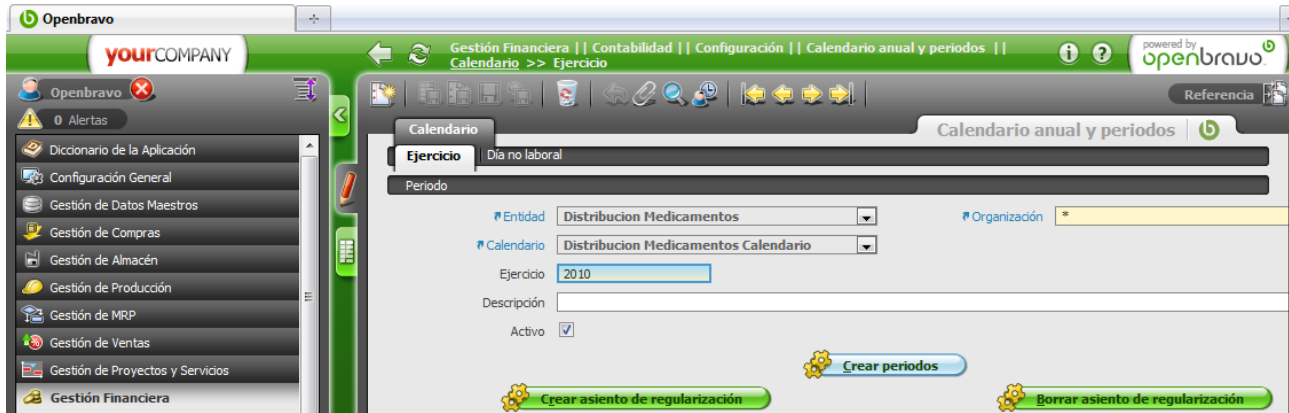 Openbravo
yourCOMPANY
Gestión Financiera || Contabilidad || Configuración || Calendario anual y periodos ||
Calendario >> Ejercicio
powered by
openbravo
Openbravo
Referencia
0 Alertas
Calendario
Calendario anual y periodos
Ejercicio
Día no laboral
Periodo
Diccionario de la Aplicación
Configuración General
Gestión de Datos Maestros
Gestión de Compras
Gestión de Almacén
Gestión de Producción
Gestión de MRP
Gestión de Ventas
Gestión de Proyectos y Servicios
Gestión Financiera
Entidad Distribucion Medicamentos
Organización *
Calendario Distribucion Medicamentos Calendario
Ejercicio 2010
Descripción
Activo
Crear periodos
Crear asiento de regularización
Borrar asiento de regularización